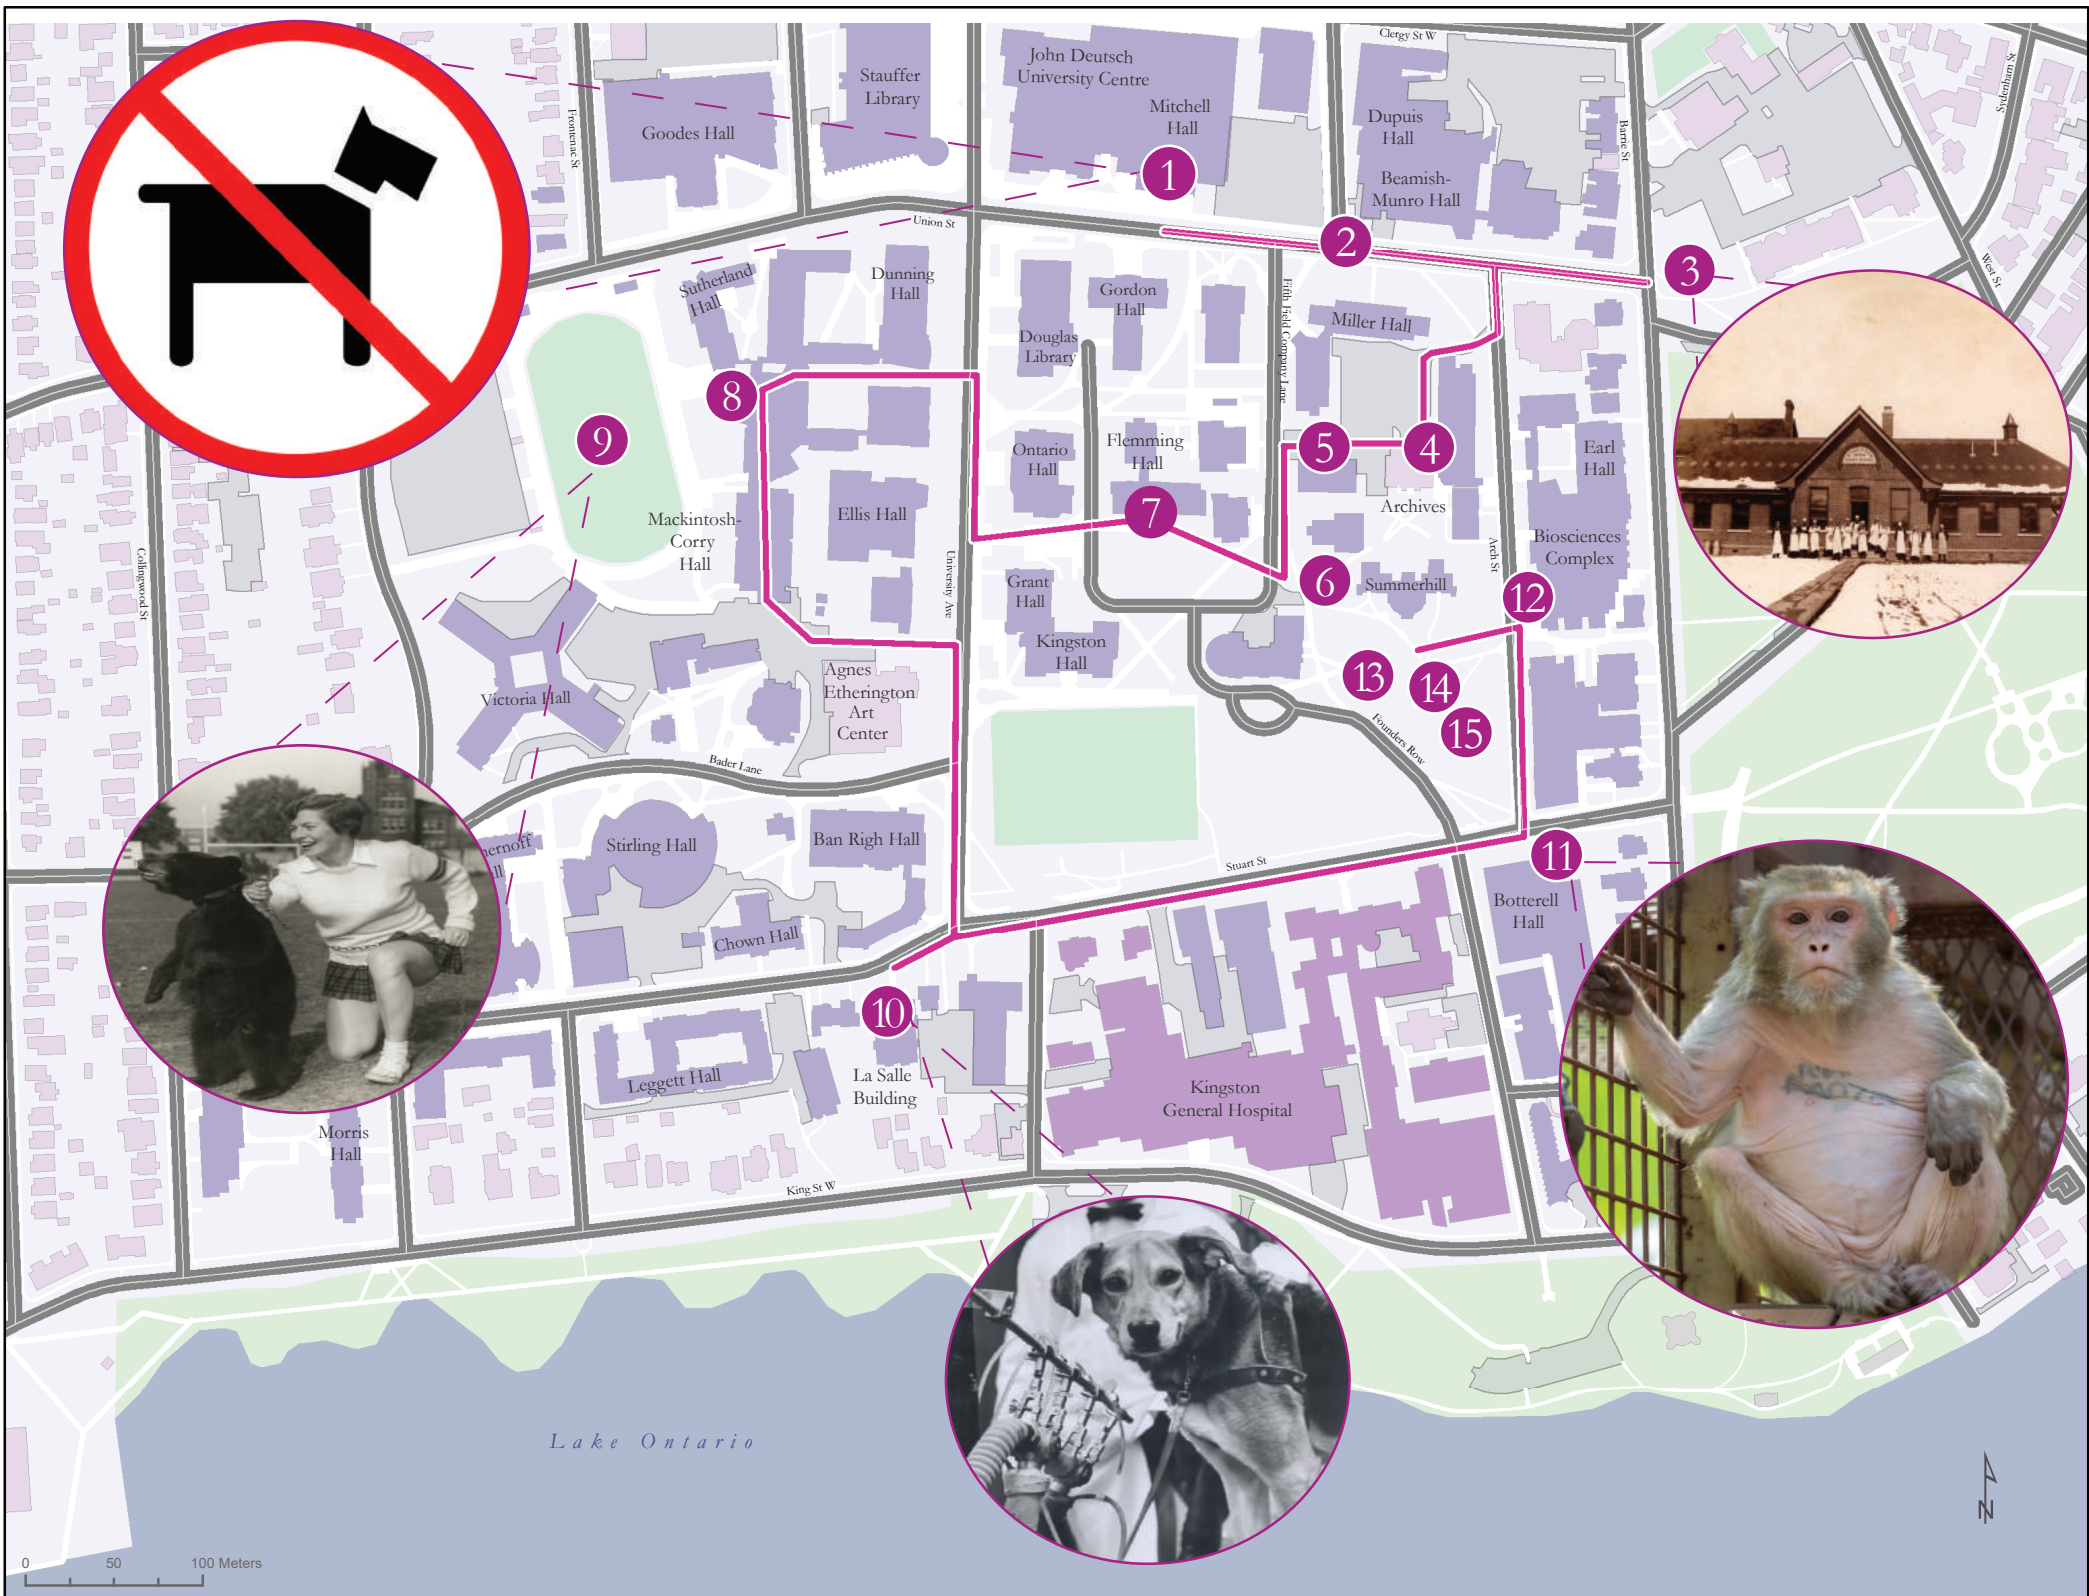 Clergy St W
John Deutsch
University Centre
Stauffer
Library
Mitchell
Hall
Goodes Hall
Dupuis
Hall
Beamish-
Munro Hall
Frontenac St
Barrie St
Sydenham St
West St
1
2
3
Union St
Sutherland
Hall
Dunning
Hall
Gordon
Hall
Douglas
Library
Fifth Field Company Lane
Miller Hall
8
9
Ontario
Hall
Flemming
Hall
5
4
Earl
Hall
Archives
7
Ellis Hall
Mackintosh-
Corry
Hall
Biosciences
Complex
Collingwood St
University Ave
Arch St
Grant
Hall
6
Summerhill
12
Kingston
Hall
13
14
15
Victoria Hall
Agnes
Etherington
Art
Center
Founders Row
Bader Lane
Stirling Hall
Ban Righ Hall
ernoff
ll
Stuart St
11
Botterell
Hall
Chown Hall
10
La Salle
Building
Leggett Hall
Kingston
General Hospital
Morris
Hall
King St W
Lake Ontario
N
0 50 100 Meters